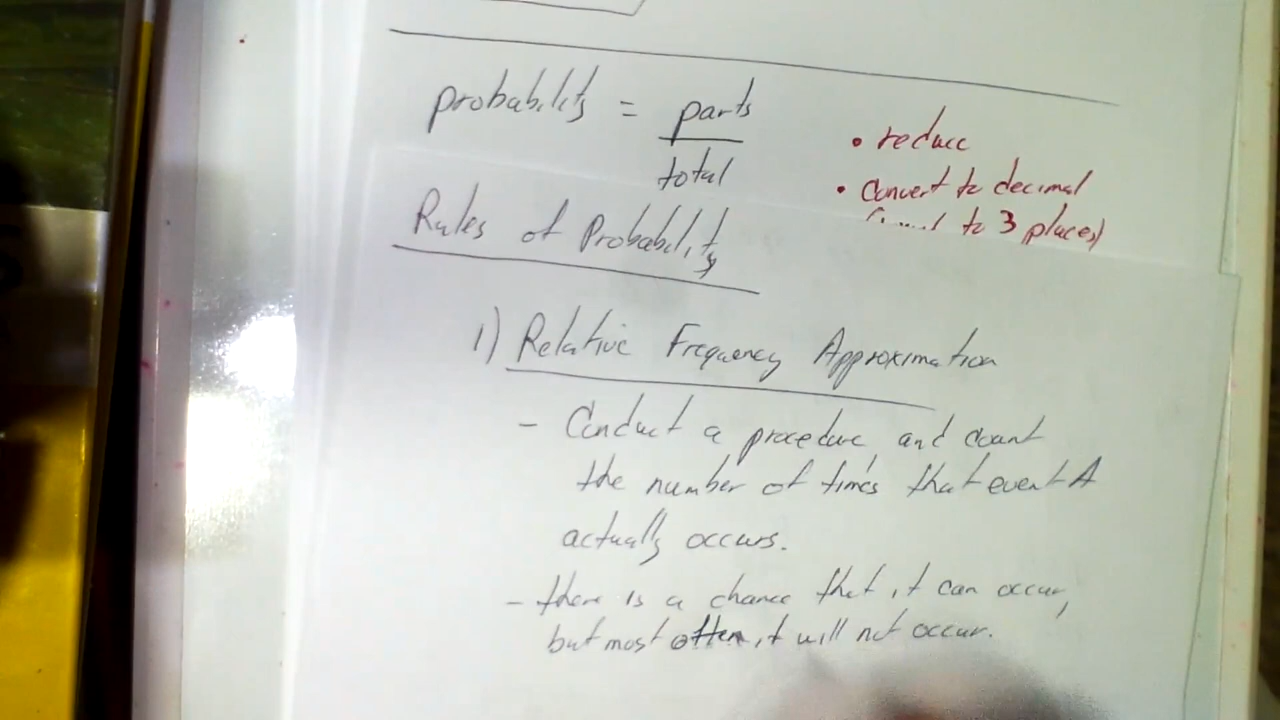 probability = parts
total
• reduce
• Convert to decimal
to 3 places)
Rules of Probability
1) Relative Frequency Approximation
- Conduct a procedure, and count
the number of times that event A
actually occurs.
- there is a chance that it can occur,
but most often it will not occur.